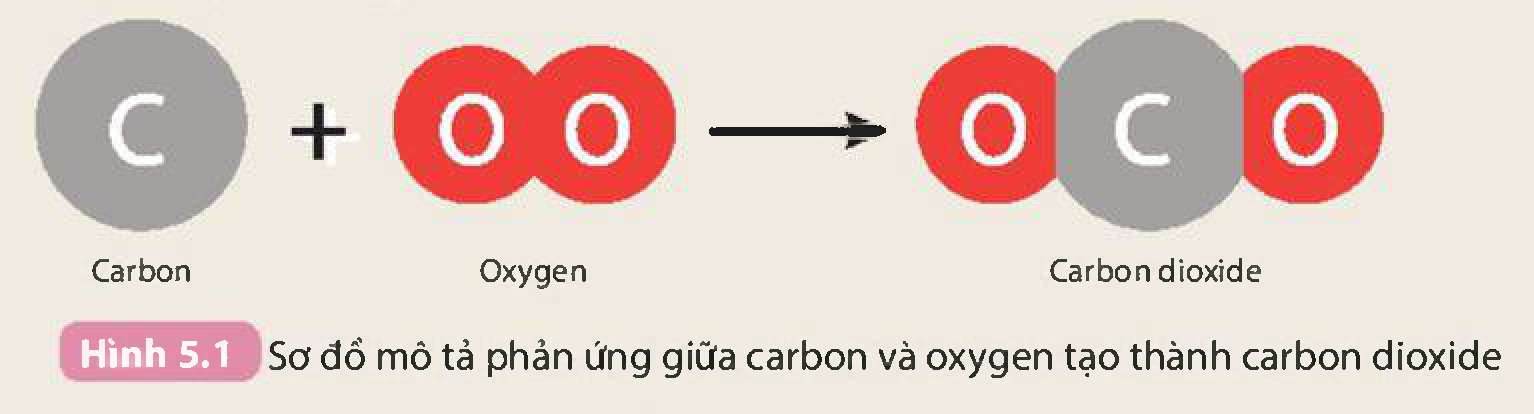 C + O O → O C O
Carbon Oxygen Carbon dioxide
Hình 5.1 Sơ đồ mô tả phản ứng giữa carbon và oxygen tạo thành carbon dioxide